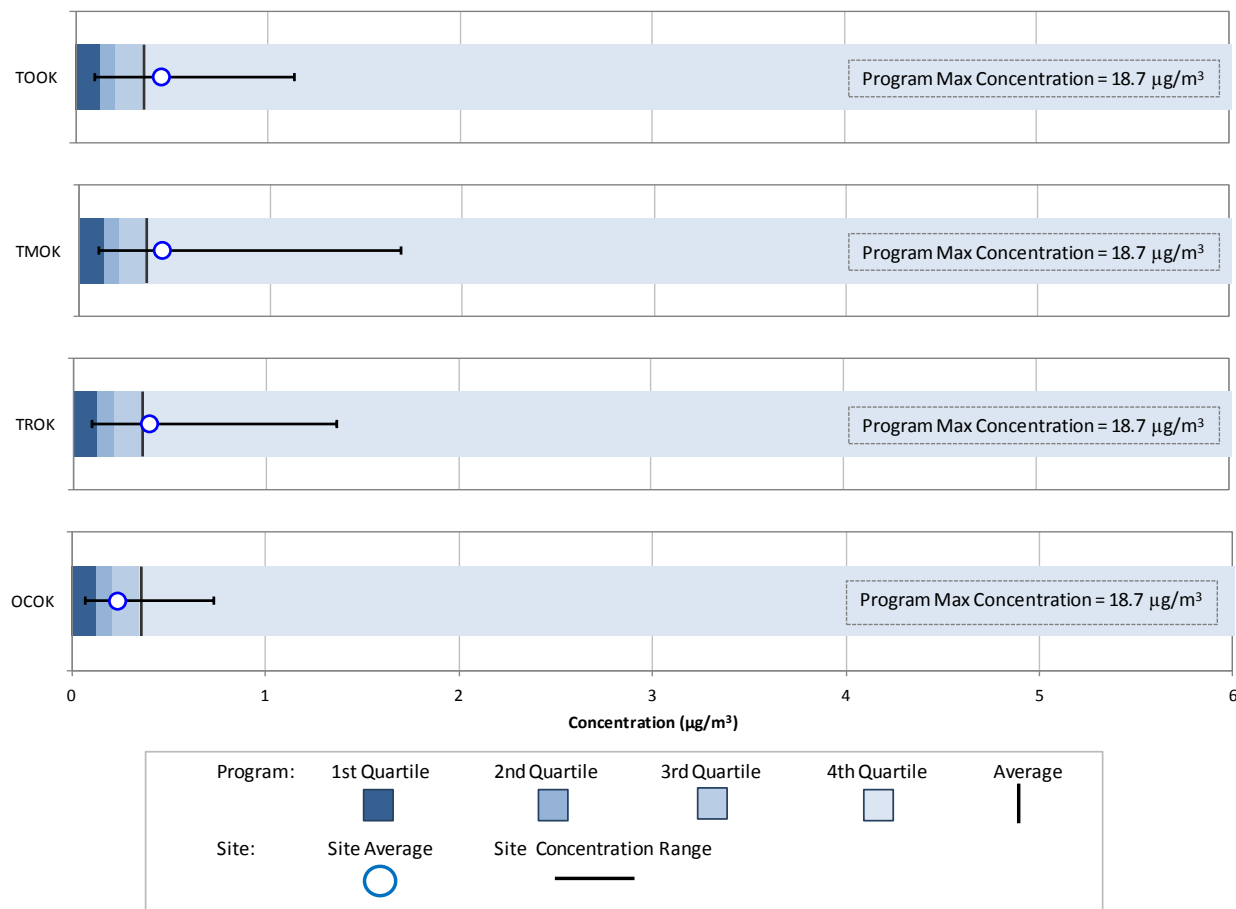 TOOK
Program Max Concentration = 18.7 µg/m³
TMOK
Program Max Concentration = 18.7 µg/m³
TROK
Program Max Concentration = 18.7 µg/m³
OCOK
Program Max Concentration = 18.7 µg/m³
0 1 2 3 4 5 6
Concentration (µg/m³)
Program: 1st Quartile 2nd Quartile 3rd Quartile 4th Quartile Average
Site: Site Average Site Concentration Range